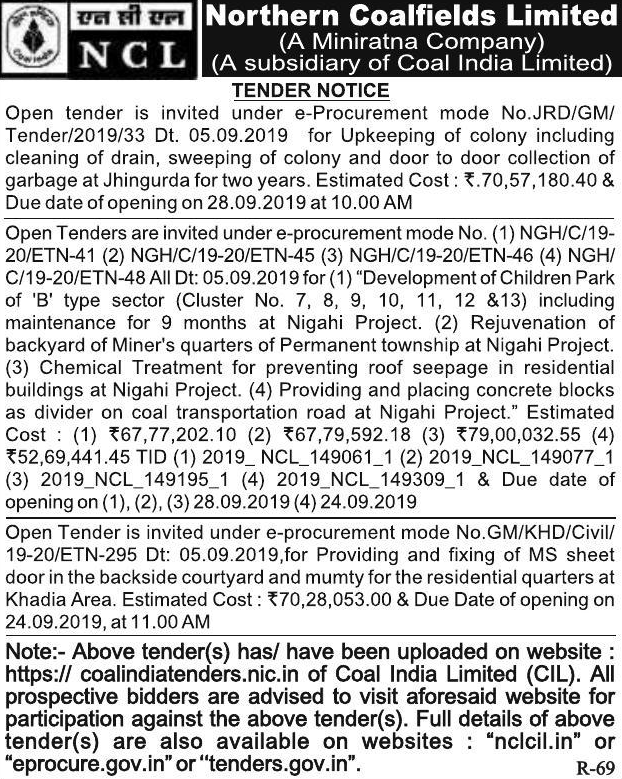 एन सी एल
Coal India
NCL
Northern Coalfields Limited
(A Miniratna Company)
(A subsidiary of Coal India Limited)
TENDER NOTICE
Open tender is invited under e-Procurement mode No.JRD/GM/
Tender/2019/33 Dt. 05.09.2019 for Upkeeping of colony including
cleaning of drain, sweeping of colony and door to door collection of
garbage at Jhingurda for two years. Estimated Cost : ₹.70,57,180.40 &
Due date of opening on 28.09.2019 at 10.00 AM
Open Tenders are invited under e-procurement mode No. (1) NGH/C/19-
20/ETN-41 (2) NGH/C/19-20/ETN-45 (3) NGH/C/19-20/ETN-46 (4) NGH/
C/19-20/ETN-48 All Dt: 05.09.2019 for (1) “Development of Children Park
of 'B' type sector (Cluster No. 7, 8, 9, 10, 11, 12 &13) including
maintenance for 9 months at Nigahi Project. (2) Rejuvenation of
backyard of Miner's quarters of Permanent township at Nigahi Project.
(3) Chemical Treatment for preventing roof seepage in residential
buildings at Nigahi Project. (4) Providing and placing concrete blocks
as divider on coal transportation road at Nigahi Project.” Estimated
Cost : (1) ₹67,77,202.10 (2) ₹67,79,592.18 (3) ₹79,00,032.55 (4)
₹52,69,441.45 TID (1) 2019_ NCL_149061_1 (2) 2019_NCL_149077_1
(3) 2019_NCL_149195_1 (4) 2019_NCL_149309_1 & Due date of
opening on (1), (2), (3) 28.09.2019 (4) 24.09.2019
Open Tender is invited under e-procurement mode No.GM/KHD/Civil/
19-20/ETN-295 Dt: 05.09.2019,for Providing and fixing of MS sheet
door in the backside courtyard and mumty for the residential quarters at
Khadia Area. Estimated Cost : ₹70,28,053.00 & Due Date of opening on
24.09.2019, at 11.00 AM
Note:- Above tender(s) has/ have been uploaded on website :
https:// coalindiatenders.nic.in of Coal India Limited (CIL). All
prospective bidders are advised to visit aforesaid website for
participation against the above tender(s). Full details of above
tender(s) are also available on websites : “nclcil.in” or
“eprocure.gov.in” or “tenders.gov.in”.
R-69